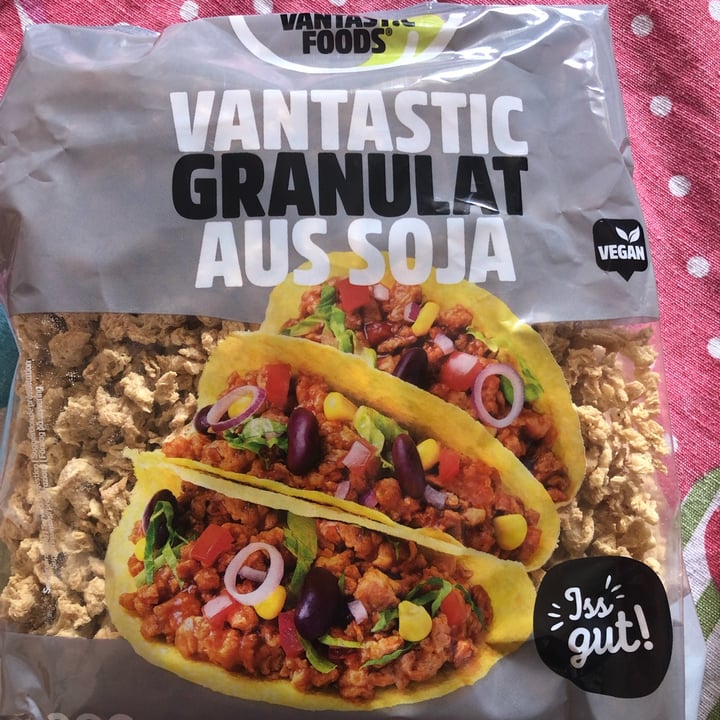 VANTASTIC
FOODS®
VANTASTIC
GRANULAT
AUS SOJA
VEGAN
Iss
gut!